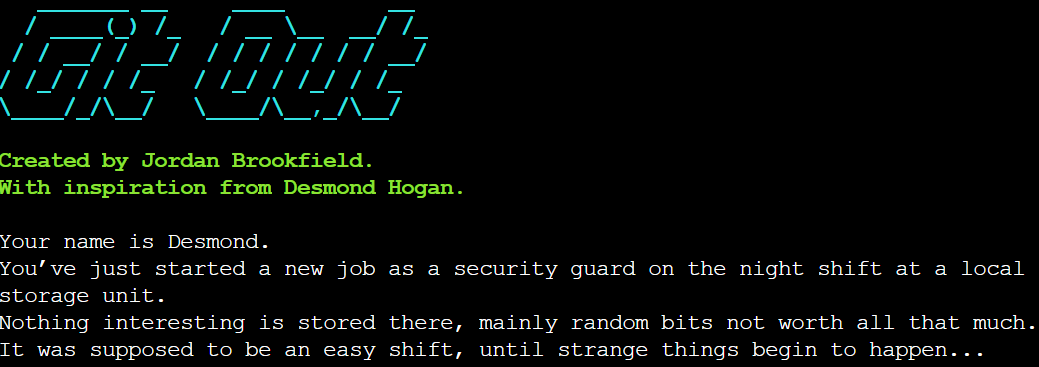 Git Out
Created by Jordan Brookfield.
With inspiration from Desmond Hogan.
Your name is Desmond.
You’ve just started a new job as a security guard on the night shift at a local
storage unit.
Nothing interesting is stored there, mainly random bits not worth all that much.
It was supposed to be an easy shift, until strange things begin to happen...